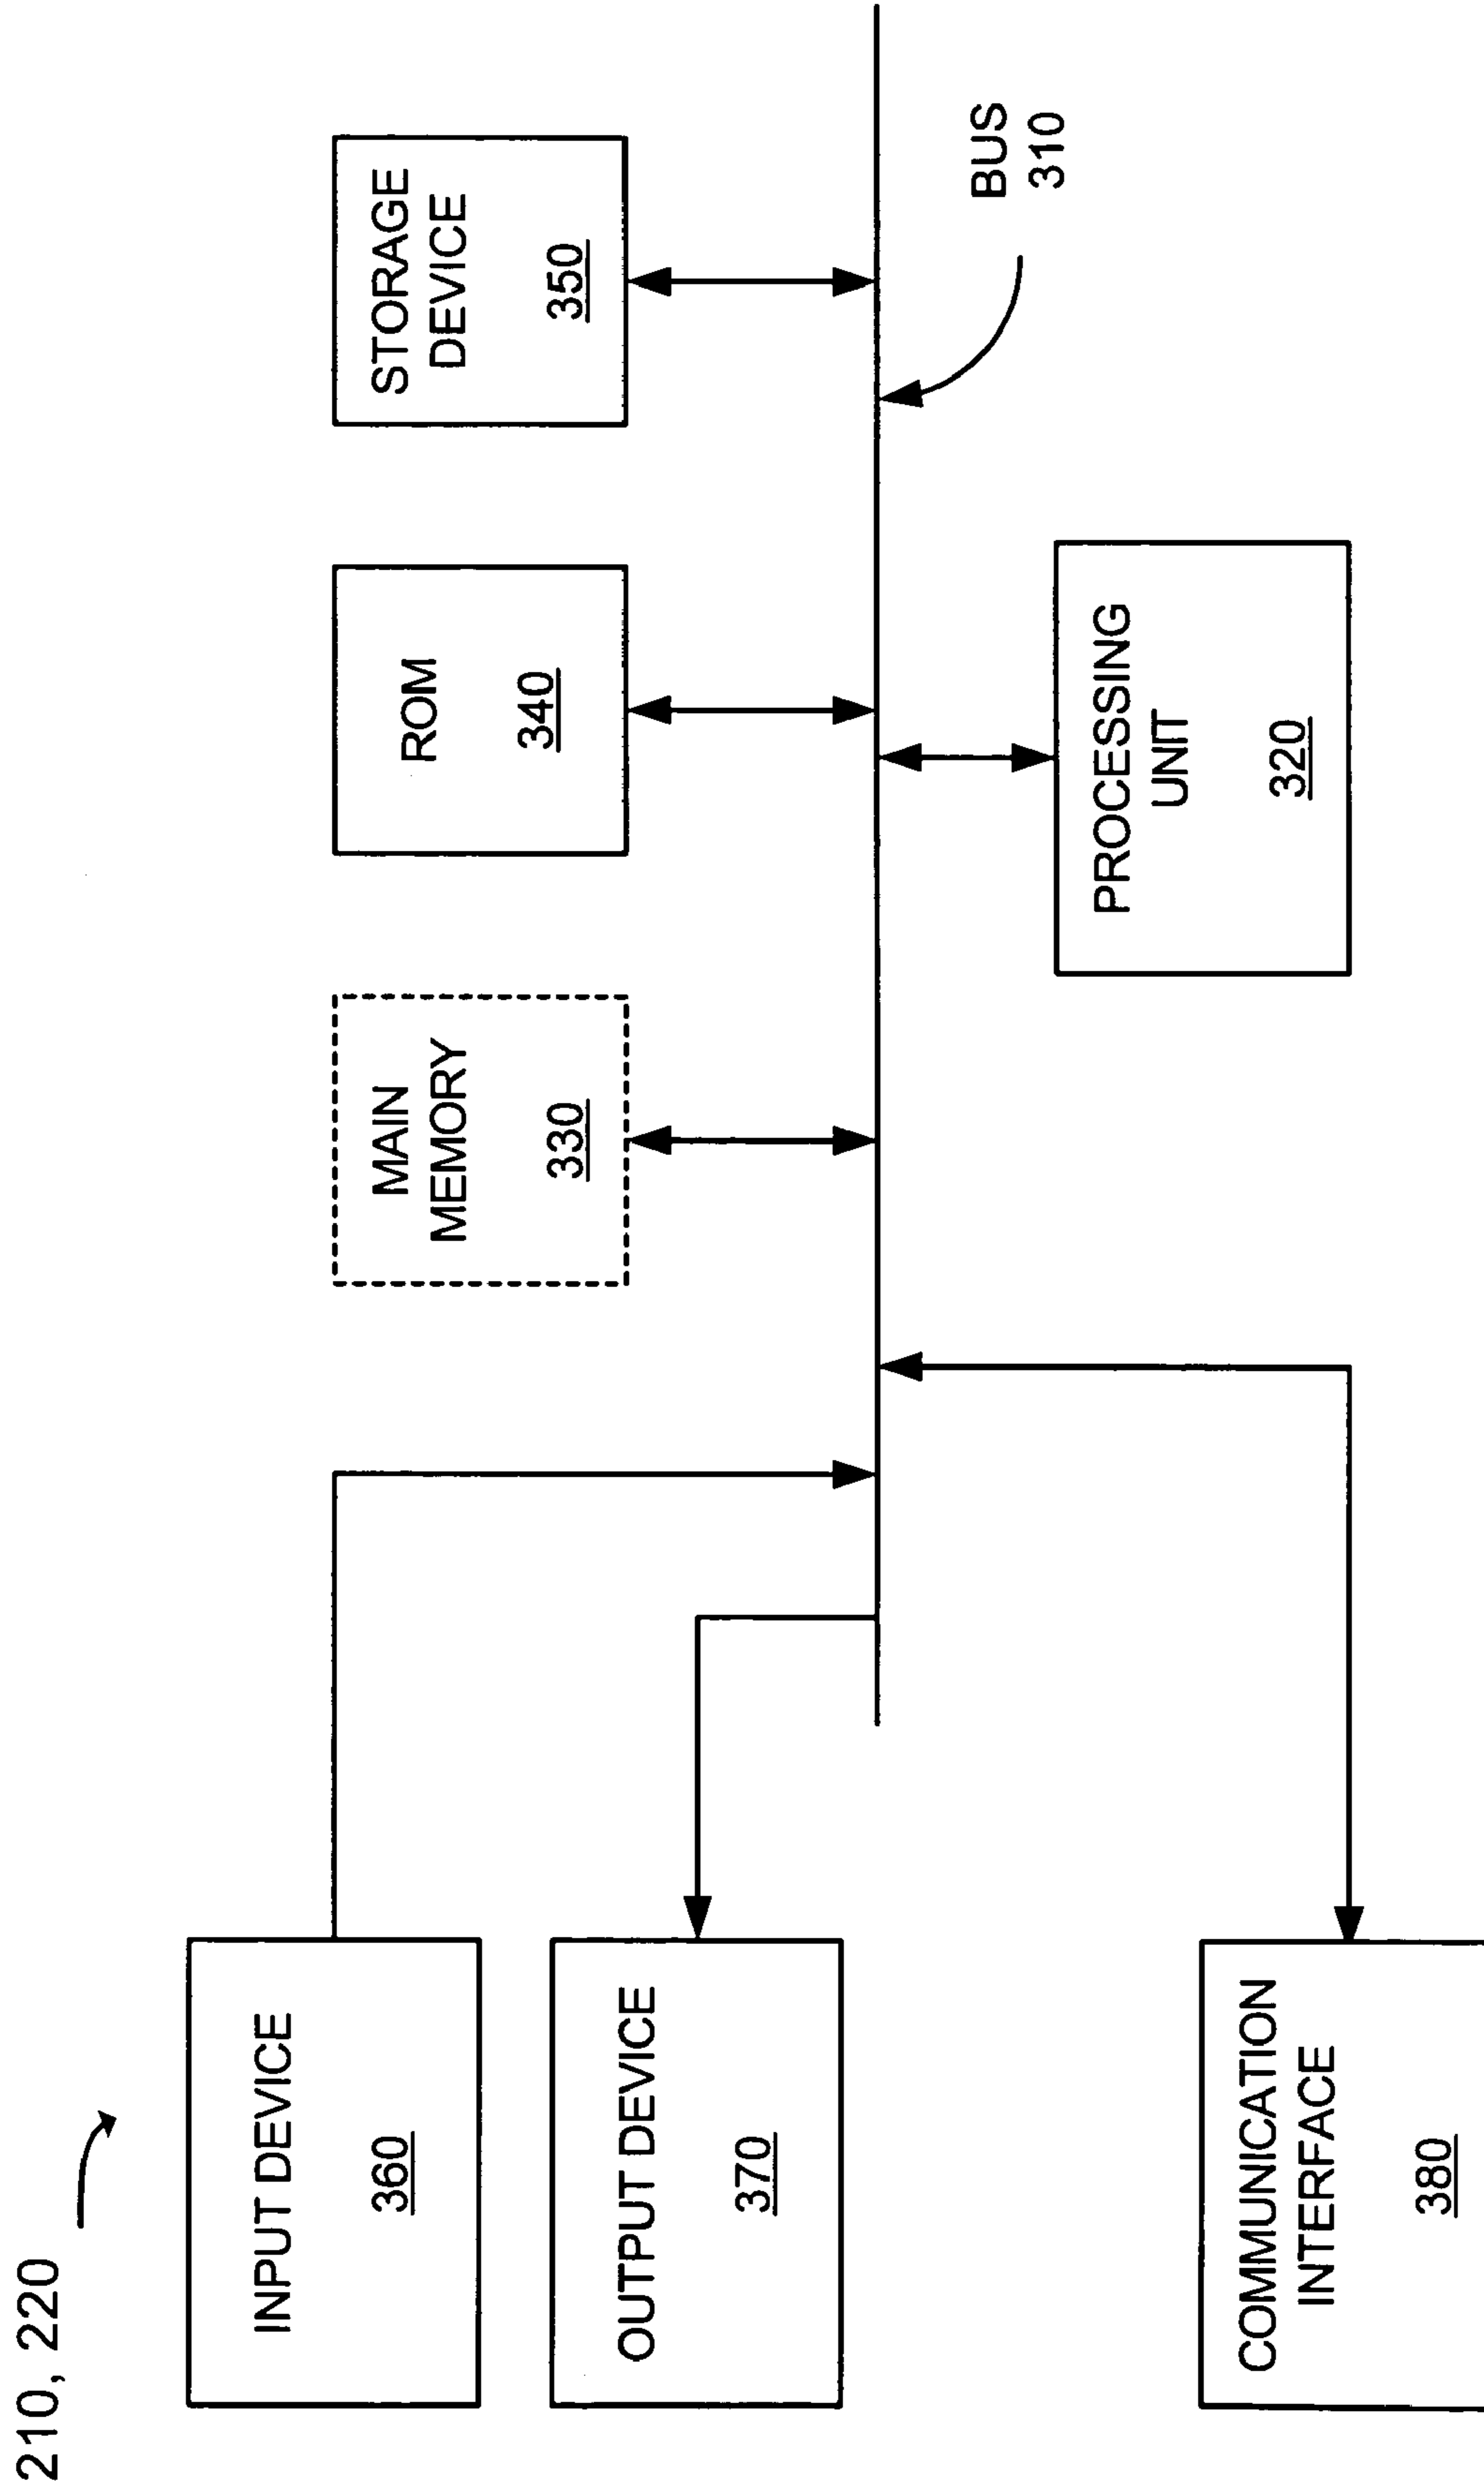 210, 220
INPUT DEVICE
360
MAIN
MEMORY
330
ROM
340
STORAGE
DEVICE
350
OUTPUT DEVICE
370
BUS
310
PROCESSING
UNIT
320
COMMUNICATION
INTERFACE
380